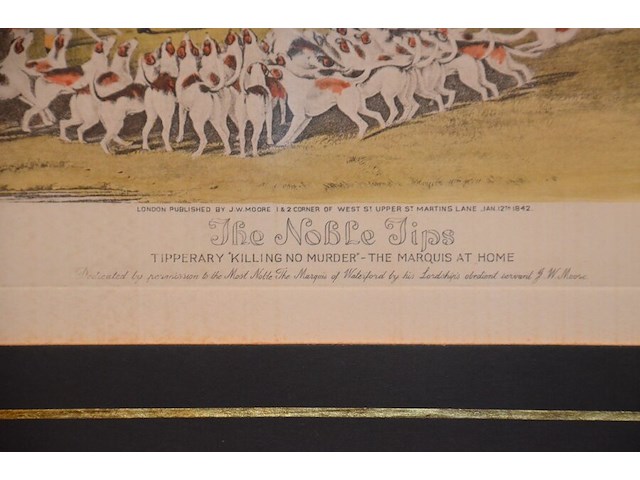 LONDON PUBLISHED BY J.W. MOORE 1 & 2 CORNER OF WEST ST UPPER ST MARTINS LANE JAN. 12TH 1842.
The Noble Tips
TIPPERARY 'KILLING NO MURDER' - THE MARQUIS AT HOME
Dedicated by permission to the Most Noble The Marquis of Waterford by his Lordships obedient servant J. W. Moore.